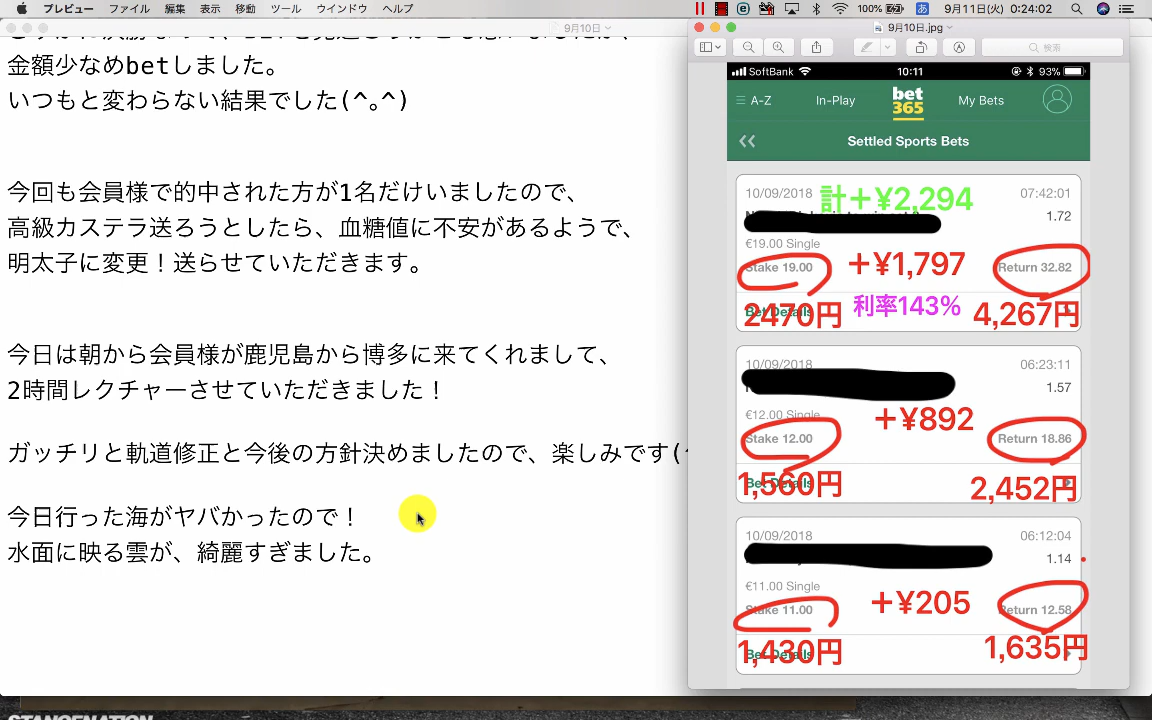 プレビュー ファイル 編集 表示 移動 ツール ウインドウ ヘルプ
100% あ 9月11日(火) 0:24:02
9月10日
金額少なめbetしました。
いつもと変わらない結果でした(^｡^)
今回も会員様で的中された方が1名だけいましたので、
高級カステラ送ろうとしたら、血糖値に不安があるようで、
明太子に変更！送らせていただきます。
今日は朝から会員様が鹿児島から博多に来てくれまして、
2時間レクチャーさせていただきました！
ガッチリと軌道修正と今後の方針決めましたので、楽しみです(
今日行った海がヤバかったので！
水面に映る雲が、綺麗すぎました。
9月10日.jpg
検索
SoftBank 10:11 93%
A-Z In-Play bet365 My Bets
Settled Sports Bets
10/09/2018 計＋¥2,294 07:42:01
1.72
€19.00 Single
Stake 19.00 ＋¥1,797 Return 32.82
Bet Details
2470円 利率143% 4,267円
10/09/2018 06:23:11
1.57
€12.00 Single ＋¥892
Stake 12.00 Return 18.86
Bet Details
1,560円 2,452円
10/09/2018 06:12:04
1.14
€11.00 Single
Stake 11.00 ＋¥205 Return 12.58
Bet Details
1,430円 1,635円
STANCENATION